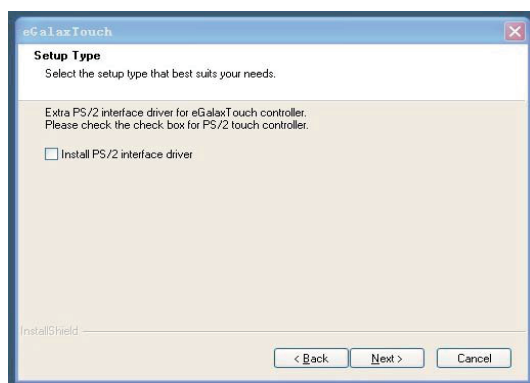 eGalaxTouch
Setup Type
Select the setup type that best suits your needs.
Extra PS/2 interface driver for eGalaxTouch controller.
Please check the check box for PS/2 touch controller.
Install PS/2 interface driver
InstallShield
< Back Next > Cancel